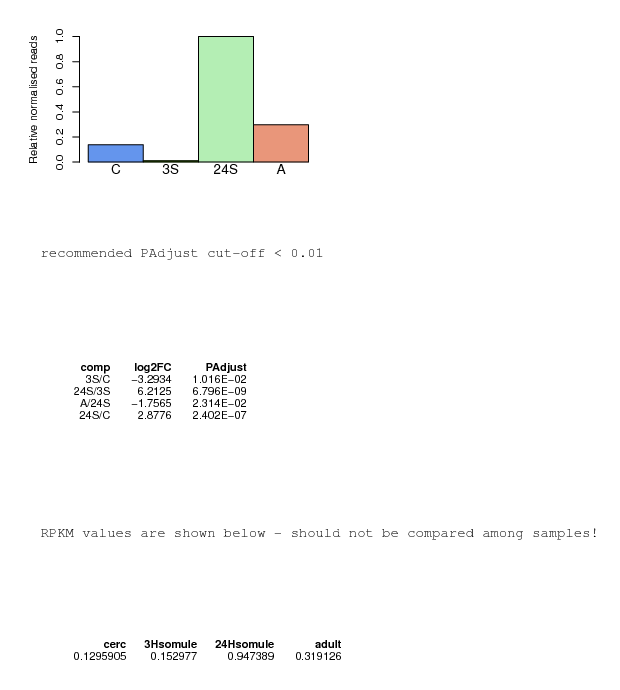 Relative normalised reads
1.0
0.8
0.6
0.4
0.2
0.0
C 3S 24S A
recommended PAdjust cut-off < 0.01
comp log2FC PAdjust
3S/C −3.2934 1.016E−02
24S/3S 6.2125 6.796E−09
A/24S −1.7565 2.314E−02
24S/C 2.8776 2.402E−07
RPKM values are shown below - should not be compared among samples!
cerc 3Hsomule 24Hsomule adult
0.1295905 0.152977 0.947389 0.319126